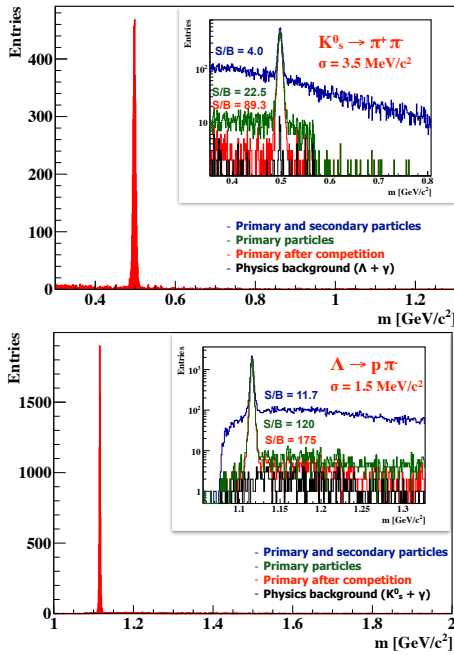 Entries
400
300
200
100
0
0.4 0.6 0.8 1 1.2
m [GeV/c²]
Entries
10²
10
0.4 0.5 0.6 0.7 0.8
m [GeV/c²]
S/B = 4.0
S/B = 22.5
S/B = 89.3
K⁰ₛ → π⁺ π⁻
σ = 3.5 MeV/c²
- Primary and secondary particles
- Primary particles
- Primary after competition
- Physics background (Λ + γ)
Entries
1500
1000
500
0
1 1.2 1.4 1.6 1.8 2
m [GeV/c²]
Entries
10³
10²
10
1
1.1 1.15 1.2 1.25 1.3
m [GeV/c²]
S/B = 11.7
S/B = 120
S/B = 175
Λ → p π⁻
σ = 1.5 MeV/c²
- Primary and secondary particles
- Primary particles
- Primary after competition
- Physics background (K⁰ₛ + γ)